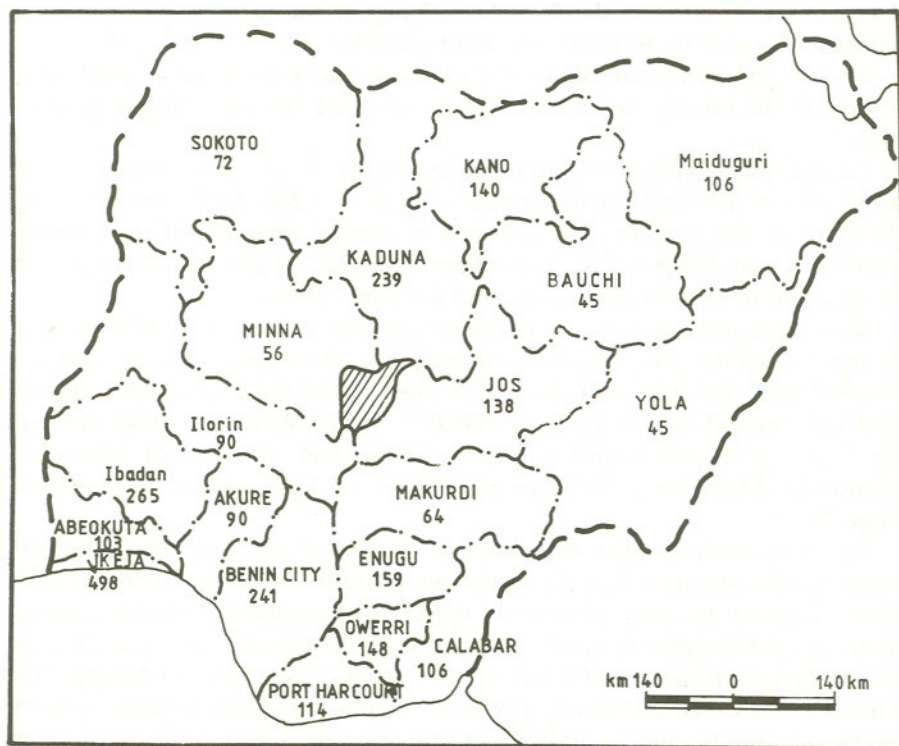 SOKOTO
72
KANO
140
Maiduguri
106
KADUNA
239
BAUCHI
45
MINNA
56
JOS
138
YOLA
45
Ilorin
90
Ibadan
265
AKURE
90
MAKURDI
64
ABEOKUTA
103
JKEJA
498
BENIN CITY
241
ENUGU
159
OWERRI
148
CALABAR
106
PORT HARCOURT
114
km 140 0 140 km